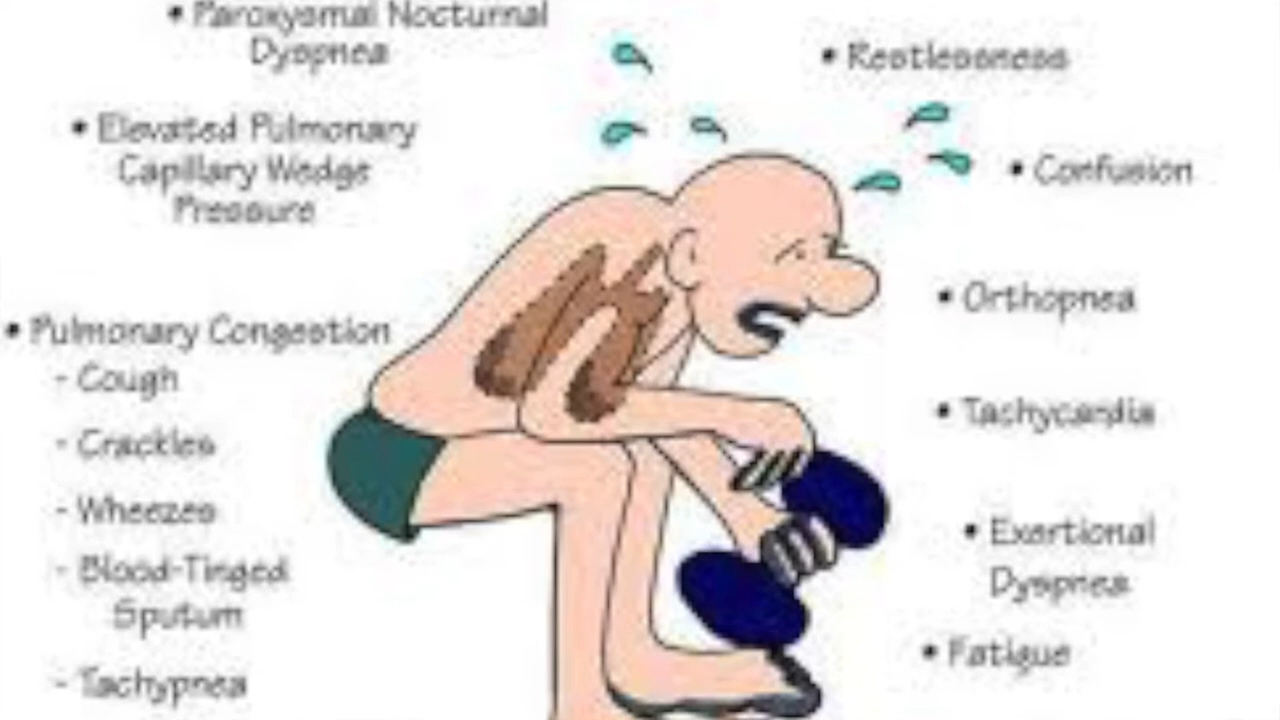 • Paroxysmal Nocturnal
Dyspnea
• Elevated Pulmonary
Capillary Wedge
Pressure
• Pulmonary Congestion
- Cough
- Crackles
- Wheezes
- Blood-Tinged
Sputum
- Tachypnea
• Restlessness
• Confusion
• Orthopnea
• Tachycardia
• Exertional
Dyspnea
• Fatigue